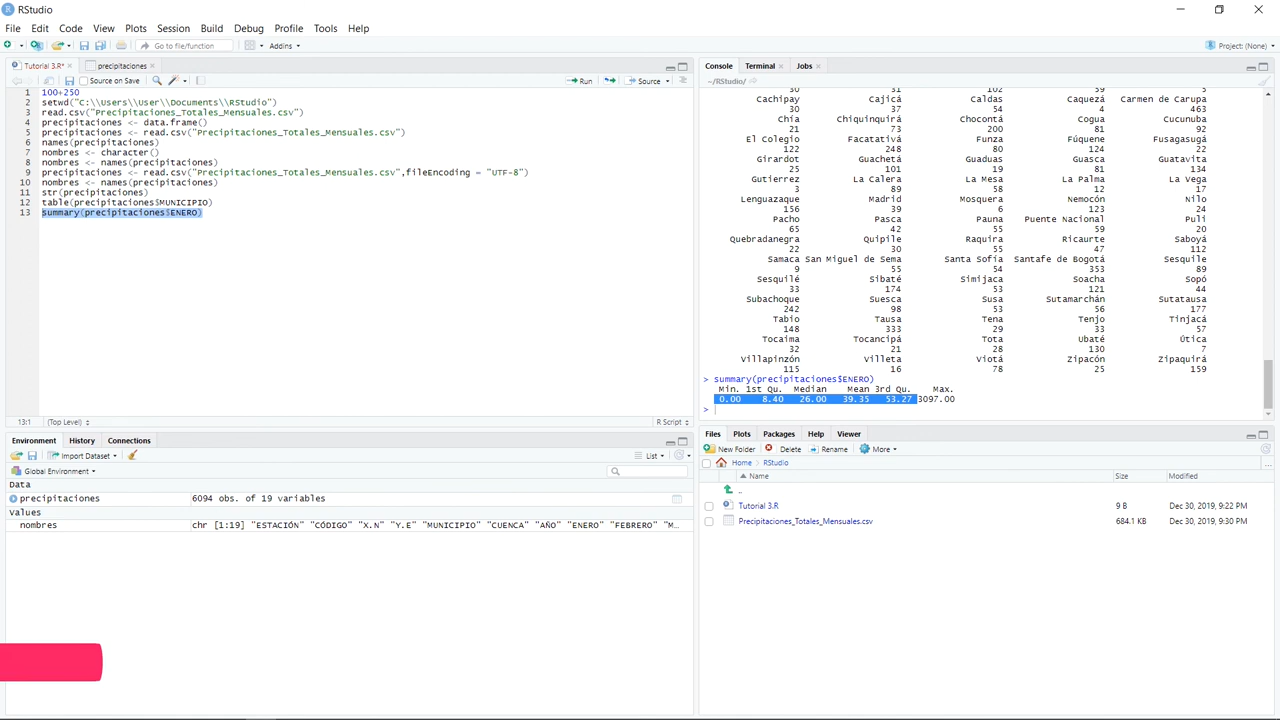 RStudio
File Edit Code View Plots Session Build Debug Profile Tools Help
Go to file/function Addins Project: (None)
Tutorial 3.R* precipitaciones
Source on Save Run Source
1 100+250
2 setwd("C:\\Users\\User\\Documents\\RStudio")
3 read.csv("Precipitaciones_Totales_Mensuales.csv")
4 precipitaciones <- data.frame()
5 precipitaciones <- read.csv("Precipitaciones_Totales_Mensuales.csv")
6 names(precipitaciones)
7 nombres <- character()
8 nombres <- names(precipitaciones)
9 precipitaciones <- read.csv("Precipitaciones_Totales_Mensuales.csv",fileEncoding = "UTF-8")
10 nombres <- names(precipitaciones)
11 str(precipitaciones)
12 table(precipitaciones$MUNICIPIO)
13 summary(precipitaciones$ENERO)
13:1 (Top Level) R Script
Console Terminal Jobs
~/RStudio/
30 31 102 59 5
Cachipay Cajicá Caldas Caquezá Carmen de Carupa
30 37 54 4 463
Chía Chiquinquirá Chocontá Cogua Cucunuba
21 73 200 81 92
El Colegio Facatativá Funza Fúquene Fusagasugá
122 248 80 124 22
Girardot Guachetá Guaduas Guasca Guatavita
25 101 19 81 134
Gutierrez La Calera La Mesa La Palma La Vega
3 89 58 12 17
Lenguazaque Madrid Mosquera Nemocón Nilo
156 39 6 123 24
Pacho Pasca Pauna Puente Nacional Puli
65 42 55 59 20
Quebradanegra Quipile Raquira Ricaurte Saboyá
22 30 55 47 112
Samaca San Miguel de Sema Santa Sofía Santafe de Bogotá Sesquile
9 55 54 353 89
Sesquilé Sibaté Simijaca Soacha Sopó
33 174 53 121 44
Subachoque Suesca Susa Sutamarchán Sutatausa
242 98 53 56 177
Tabio Tausa Tena Tenjo Tinjacá
148 333 29 33 57
Tocaima Tocancipá Tota Ubaté Útica
32 21 28 130 7
Villapinzón Villeta Viotá Zipacón Zipaquirá
115 16 78 25 159
> summary(precipitaciones$ENERO)
Min. 1st Qu. Median Mean 3rd Qu. Max.
0.00 8.40 26.00 39.35 53.27 3097.00
>
Environment History Connections
Import Dataset List
Global Environment
Data
precipitaciones 6094 obs. of 19 variables
Values
nombres chr [1:19] "ESTACIÓN" "CÓDIGO" "X.N" "Y.E" "MUNICIPIO" "CUENCA" "AÑO" "ENERO" "FEBRERO" "M…
Files Plots Packages Help Viewer
New Folder Delete Rename More
Home RStudio ...
Name Size Modified
..
Tutorial 3.R 9 B Dec 30, 2019, 9:22 PM
Precipitaciones_Totales_Mensuales.csv 684.1 KB Dec 30, 2019, 9:30 PM